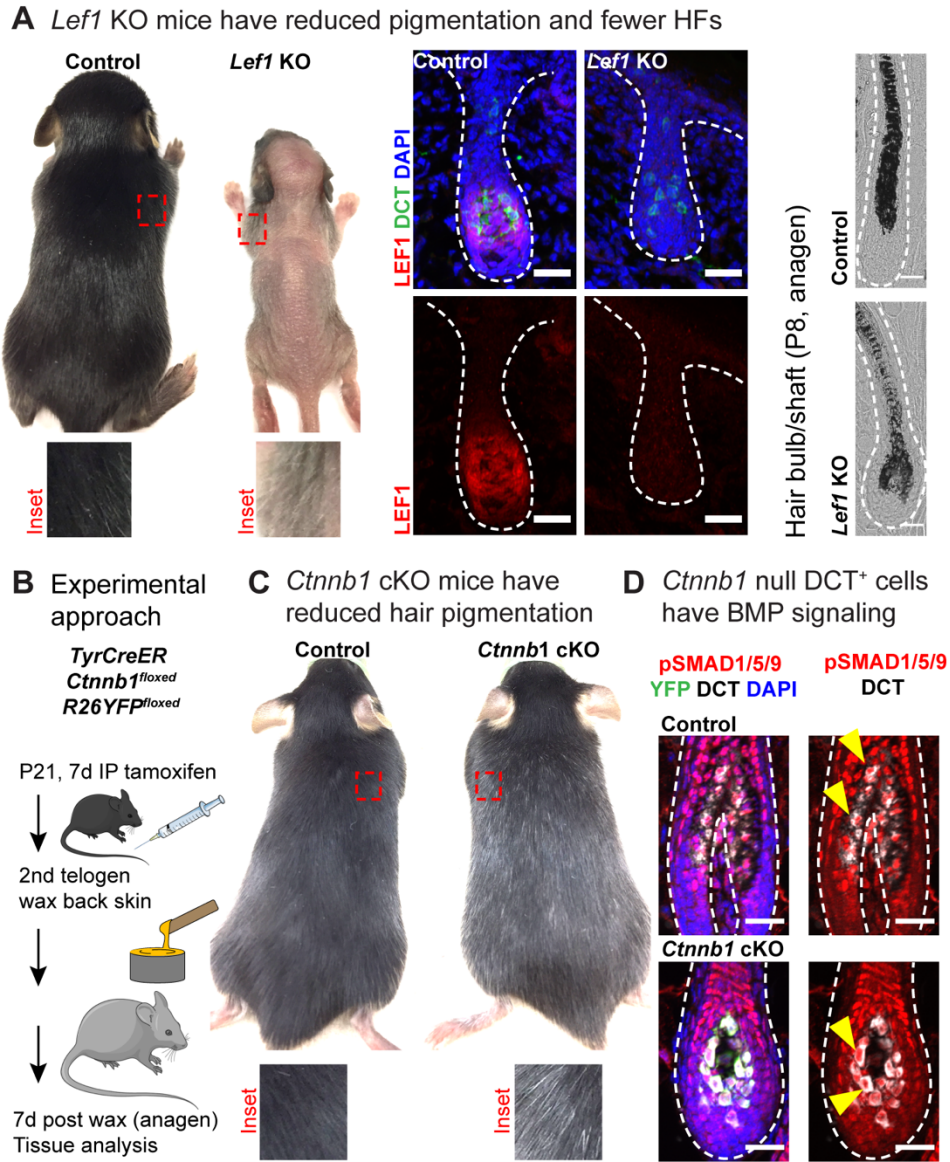 A Lef1 KO mice have reduced pigmentation and fewer HFs
Control
Lef1 KO
Inset
Inset
LEF1 DCT DAPI
Control
Lef1 KO
LEF1
Hair bulb/shaft (P8, anagen)
Control
Lef1 KO
B Experimental
approach
TyrCreER
Ctnnb1floxed
R26YFPfloxed
P21, 7d IP tamoxifen
2nd telogen
wax back skin
7d post wax (anagen)
Tissue analysis
C Ctnnb1 cKO mice have
reduced hair pigmentation
Control
Ctnnb1 cKO
Inset
Inset
D Ctnnb1 null DCT+ cells
have BMP signaling
pSMAD1/5/9
YFP DCT DAPI
pSMAD1/5/9
DCT
Control
Ctnnb1 cKO